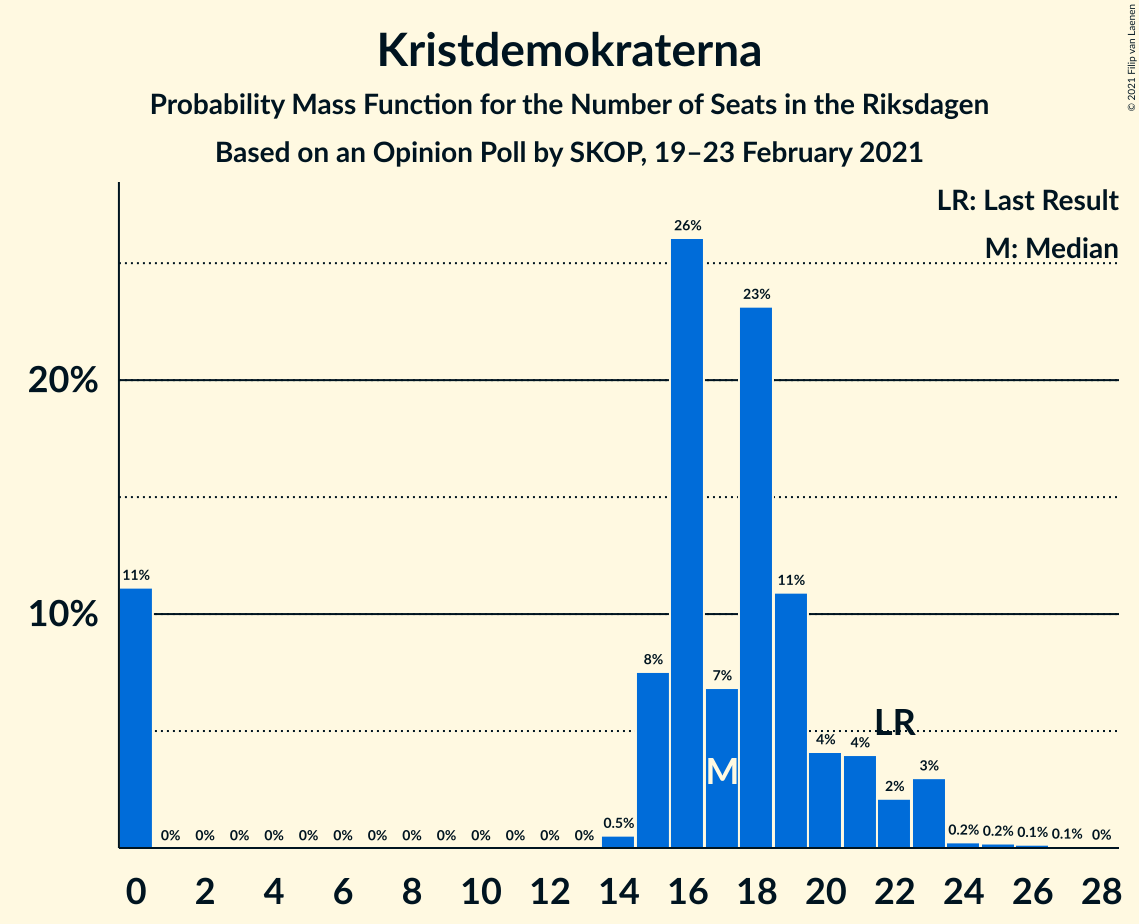 Kristdemokraterna
Probability Mass Function for the Number of Seats in the Riksdagen
Based on an Opinion Poll by SKOP, 19–23 February 2021
© 2021 Filip van Laenen
LR: Last Result
M: Median
20%
10%
11% 0% 0% 0% 0% 0% 0% 0% 0% 0% 0% 0% 0% 0% 0.5% 8% 26% 7% 23% 11% 4% 4% 2% 3% 0.2% 0.2% 0.1% 0.1% 0%
LR
M
0 2 4 6 8 10 12 14 16 18 20 22 24 26 28